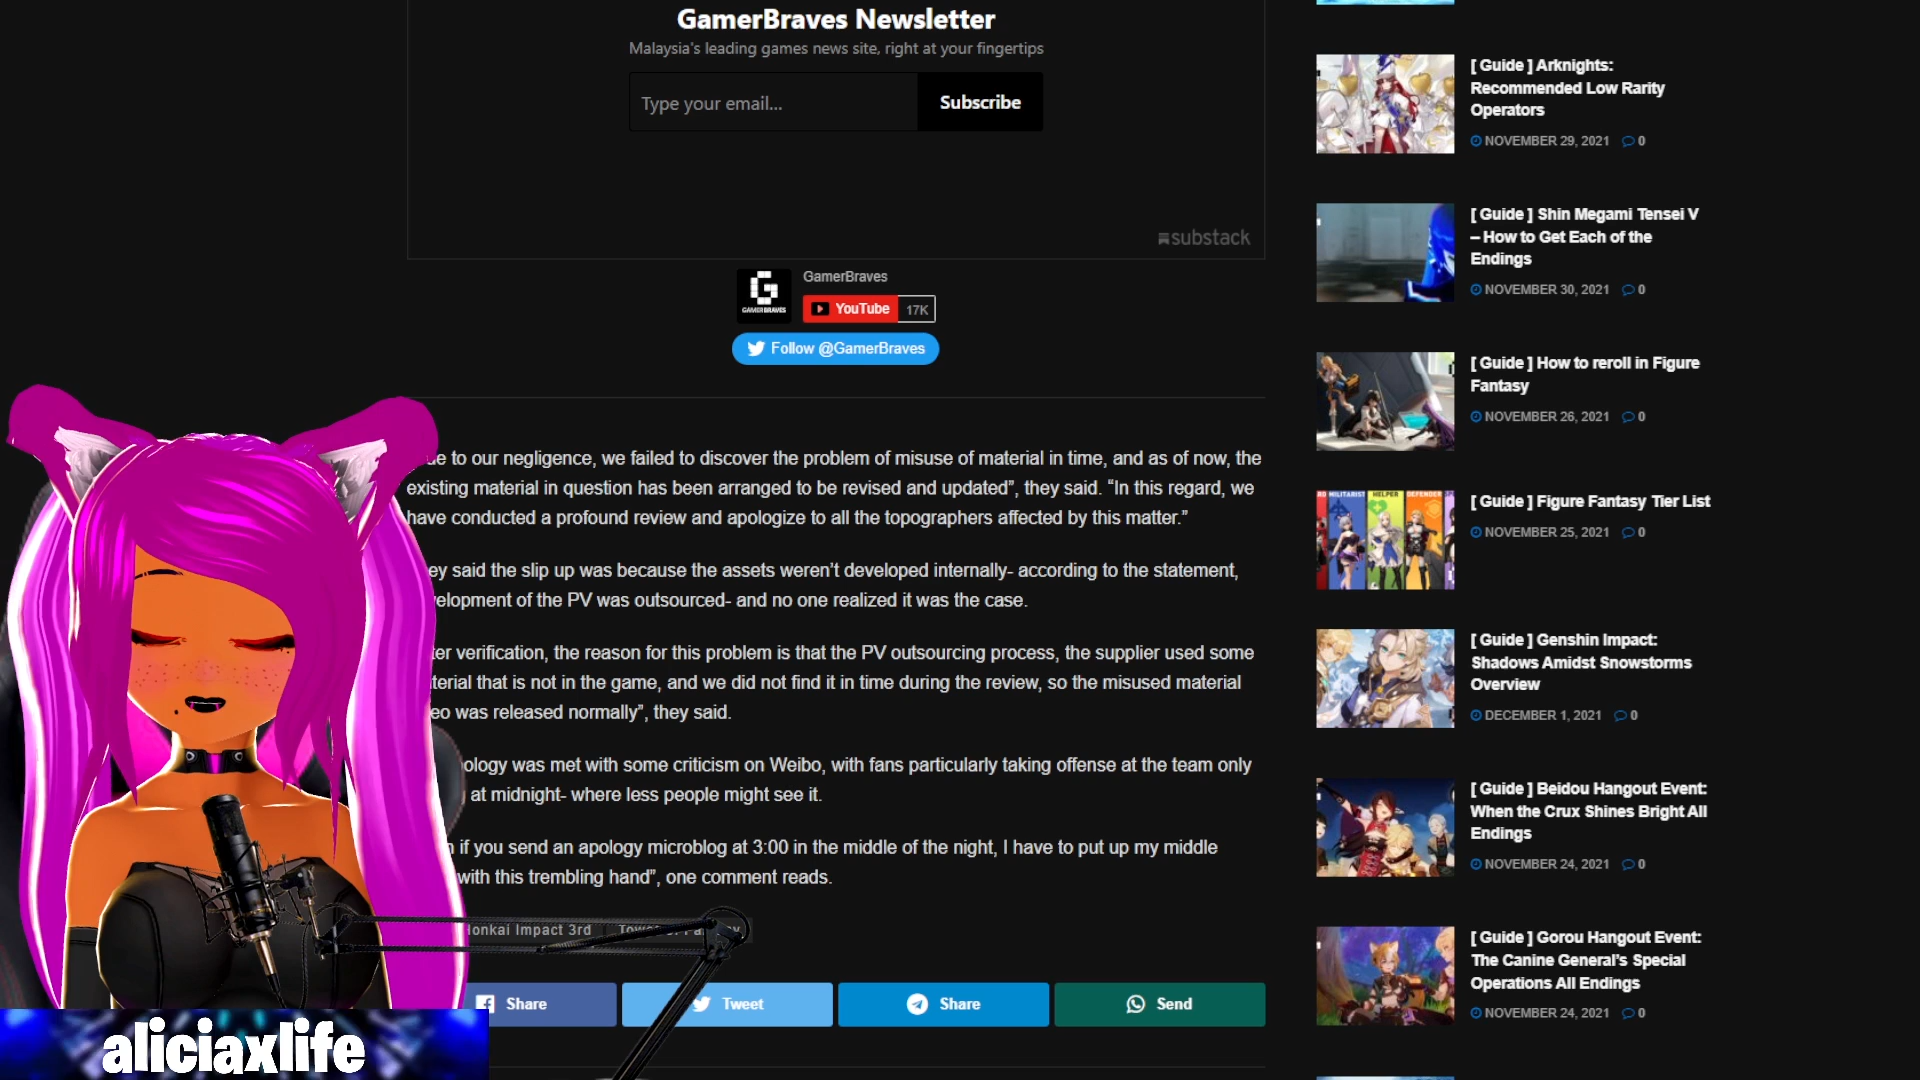 GamerBraves Newsletter
Malaysia's leading games news site, right at your fingertips
Type your email...
Subscribe
substack
GAMERBRAVES
GamerBraves
YouTube 17K
Follow @GamerBraves
e to our negligence, we failed to discover the problem of misuse of material in time, and as of now, the
existing material in question has been arranged to be revised and updated”, they said. “In this regard, we
have conducted a profound review and apologize to all the topographers affected by this matter.”
ey said the slip up was because the assets weren’t developed internally- according to the statement,
elopment of the PV was outsourced- and no one realized it was the case.
ter verification, the reason for this problem is that the PV outsourcing process, the supplier used some
terial that is not in the game, and we did not find it in time during the review, so the misused material
eo was released normally”, they said.
ology was met with some criticism on Weibo, with fans particularly taking offense at the team only
at midnight- where less people might see it.
if you send an apology microblog at 3:00 in the middle of the night, I have to put up my middle
with this trembling hand”, one comment reads.
Honkai Impact 3rd
Share
Tweet
Share
Send
[ Guide ] Arknights:
Recommended Low Rarity
Operators
NOVEMBER 29, 2021 0
[ Guide ] Shin Megami Tensei V
– How to Get Each of the
Endings
NOVEMBER 30, 2021 0
[ Guide ] How to reroll in Figure
Fantasy
NOVEMBER 26, 2021 0
MILITARIST HELPER DEFENDER
[ Guide ] Figure Fantasy Tier List
NOVEMBER 25, 2021 0
[ Guide ] Genshin Impact:
Shadows Amidst Snowstorms
Overview
DECEMBER 1, 2021 0
[ Guide ] Beidou Hangout Event:
When the Crux Shines Bright All
Endings
NOVEMBER 24, 2021 0
[ Guide ] Gorou Hangout Event:
The Canine General’s Special
Operations All Endings
NOVEMBER 24, 2021 0
aliciaxlife